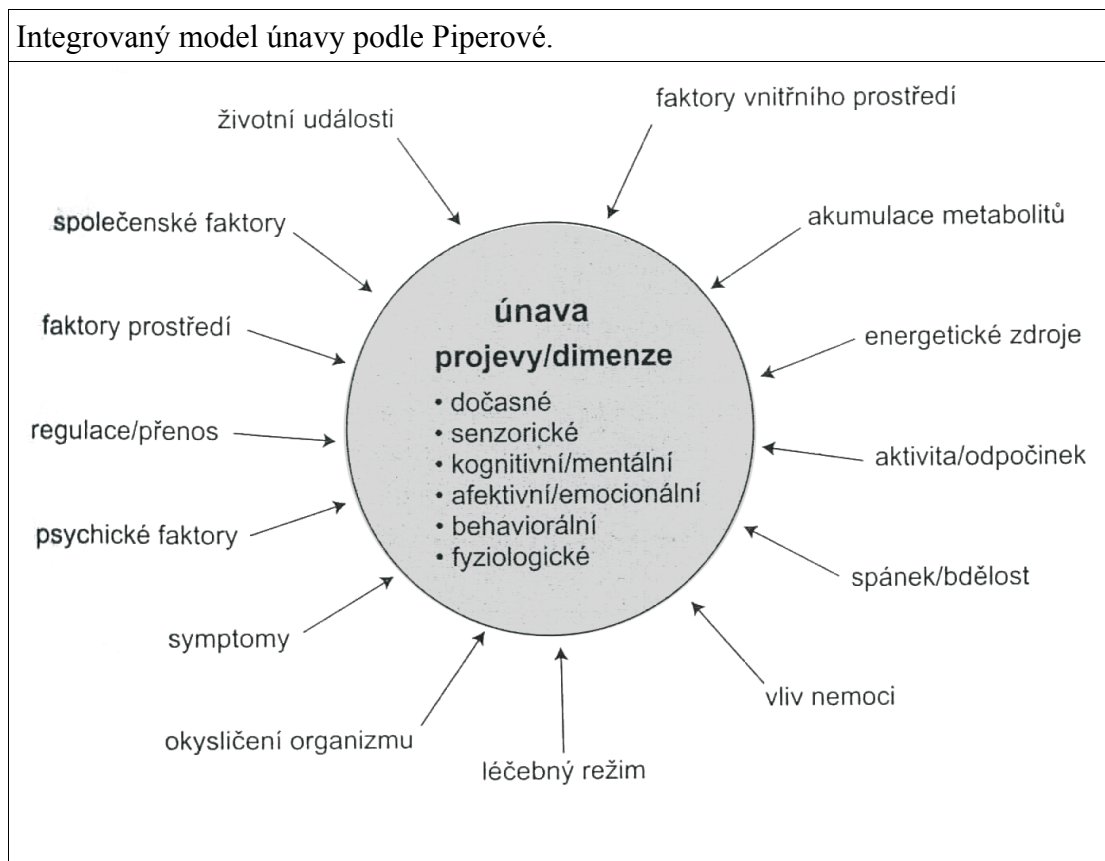 Integrovaný model únavy podle Piperové.
životní události
faktory vnitřního prostředí
společenské faktory
akumulace metabolitů
faktory prostředí
energetické zdroje
únava
projevy/dimenze
• dočasné
• senzorické
• kognitivní/mentální
• afektivní/emocionální
• behaviorální
• fyziologické
regulace/přenos
aktivita/odpočinek
psychické faktory
spánek/bdělost
symptomy
vliv nemoci
okysličení organizmu
léčebný režim